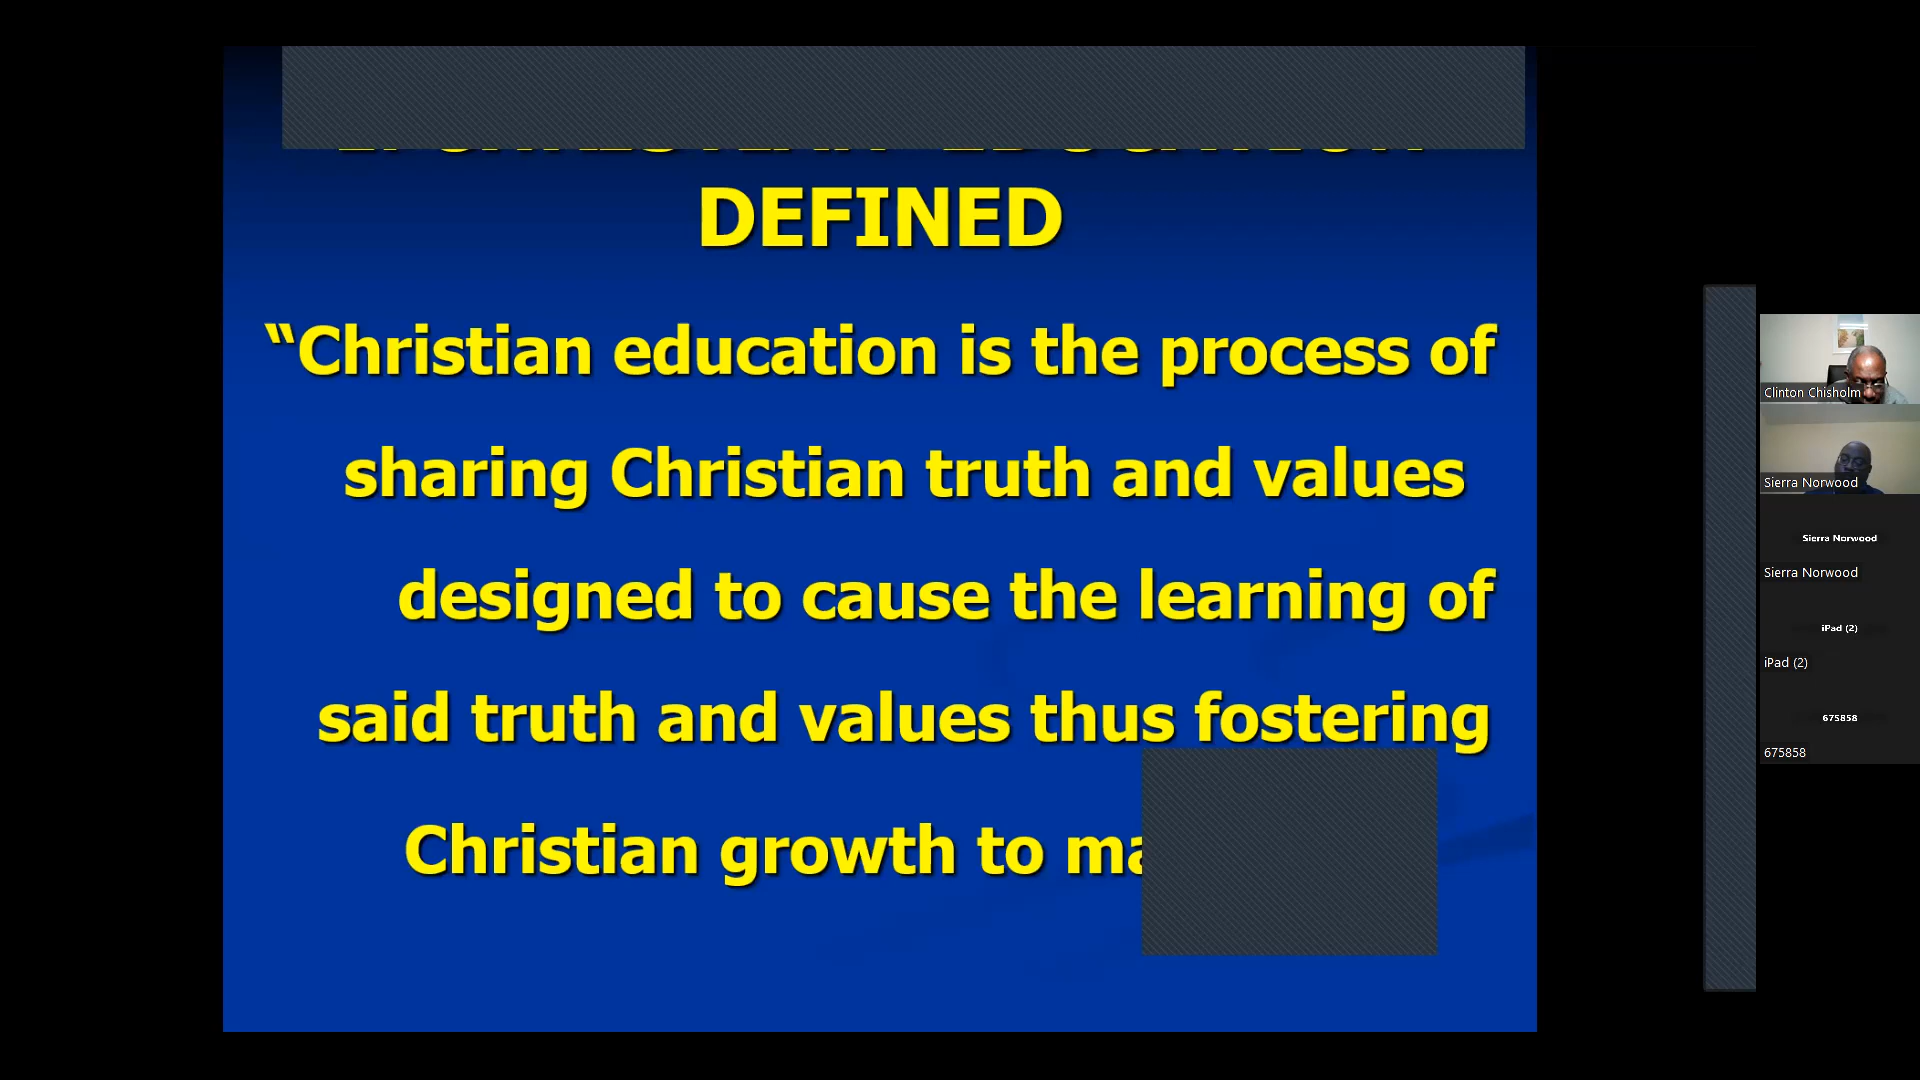 DEFINED
“Christian education is the process of
sharing Christian truth and values
designed to cause the learning of
said truth and values thus fostering
Christian growth to
Clinton Chisholm
Sierra Norwood
Sierra Norwood
Sierra Norwood
iPad (2)
iPad (2)
675858
675858